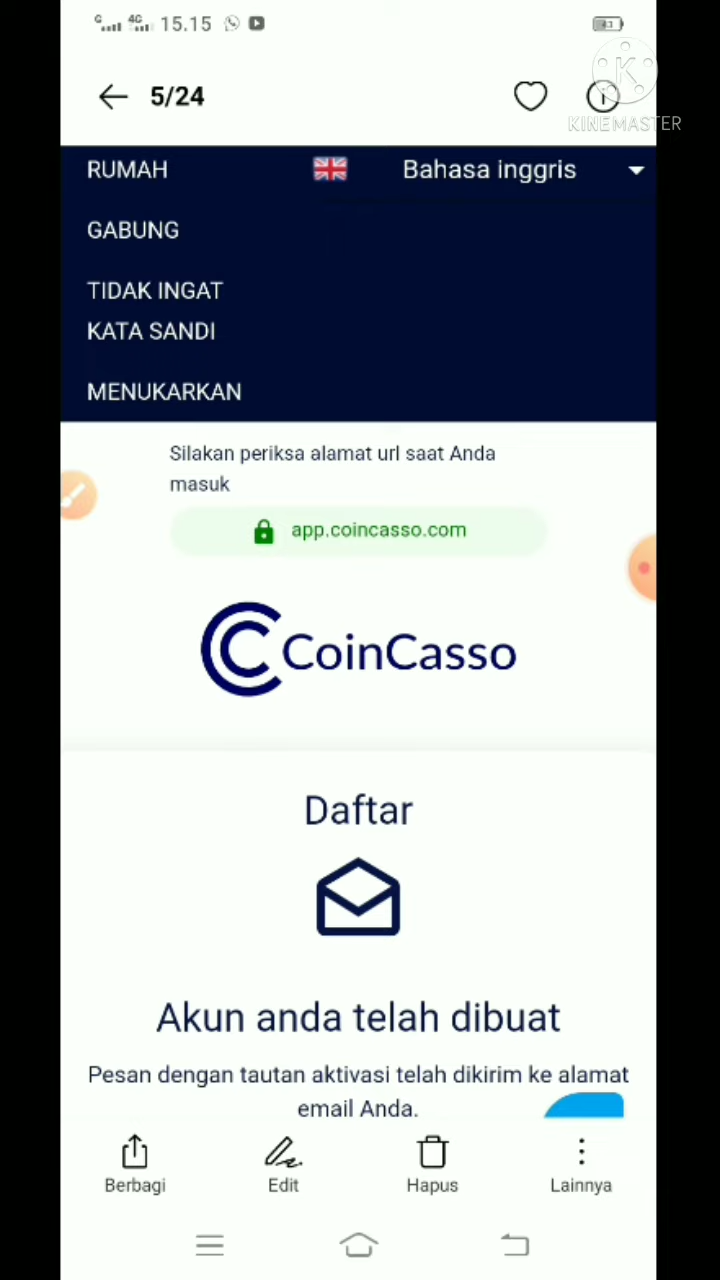 G 4G 15.15
5/24
KINEMASTER
RUMAH
Bahasa inggris
GABUNG
TIDAK INGAT
KATA SANDI
MENUKARKAN
Silakan periksa alamat url saat Anda
masuk
app.coincasso.com
CoinCasso
Daftar
Akun anda telah dibuat
Pesan dengan tautan aktivasi telah dikirim ke alamat
email Anda.
Berbagi
Edit
Hapus
Lainnya